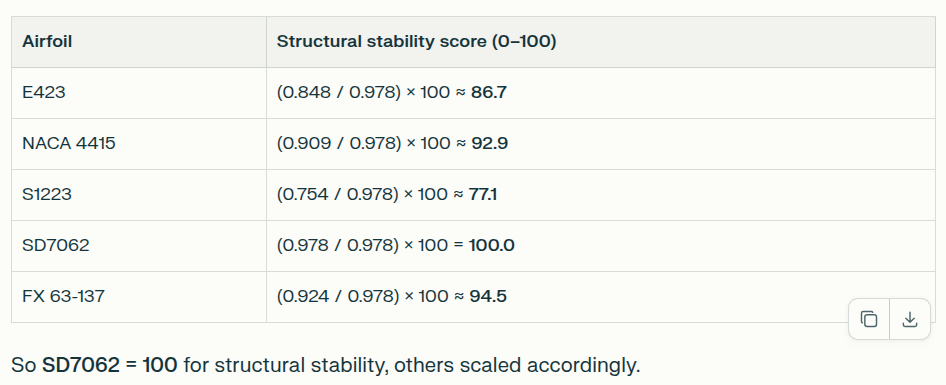 Airfoil Structural stability score (0–100)
E423 (0.848 / 0.978) × 100 ≈ 86.7
NACA 4415 (0.909 / 0.978) × 100 ≈ 92.9
S1223 (0.754 / 0.978) × 100 ≈ 77.1
SD7062 (0.978 / 0.978) × 100 = 100.0
FX 63-137 (0.924 / 0.978) × 100 ≈ 94.5
So SD7062 = 100 for structural stability, others scaled accordingly.